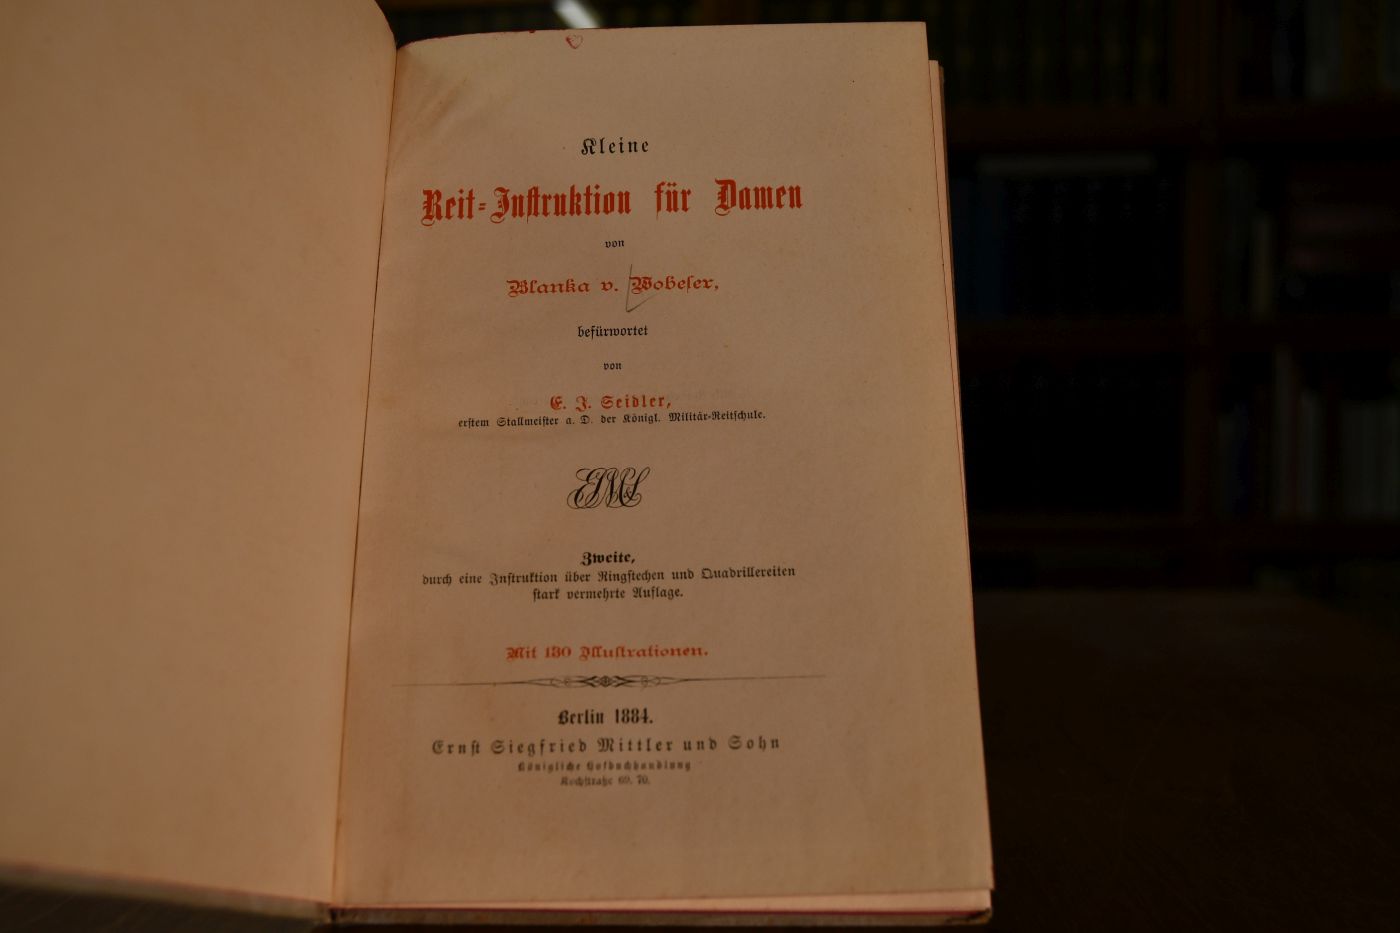 Kleine
Reit-Instruktion für Damen
von
Blanka v. Wobeser,
befürwortet
von
E. J. Seidler,
erstem Stallmeister a. D. der Königl. Militär-Reitschule.
Zweite,
durch eine Instruktion über Ringstechen und Quadrillereiten
stark vermehrte Auflage.
Mit 130 Illustrationen.
Berlin 1884.
Ernst Siegfried Mittler und Sohn
Königliche Hofbuchhandlung
Kochstraße 69. 70.